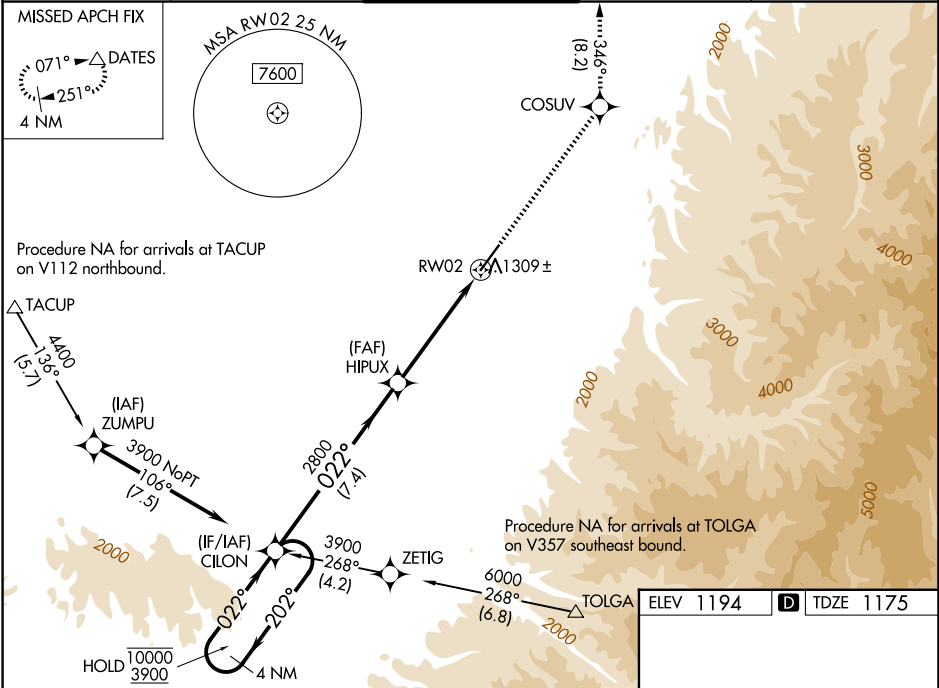 MISSED APCH FIX
071°
DATES
251°
4 NM
MSA RW02 25 NM
7600
346°
(8.2)
COSUV
2000
3000
4000
Procedure NA for arrivals at TACUP
on V112 northbound.
RW02
1309 ±
TACUP
4400
136°
(5.7)
(FAF)
HIPUX
3000
2000
4000
(IAF)
ZUMPU
3900 NoPT
106°
(7.5)
2800
022°
(7.4)
5000
Procedure NA for arrivals at TOLGA
on V357 southeast bound.
2000
(IF/IAF)
CILON
3900
268°
(4.2)
ZETIG
6000
268°
(6.8)
TOLGA
2000
022°
202°
HOLD
10000
3900
4 NM
ELEV 1194
D
TDZE 1175